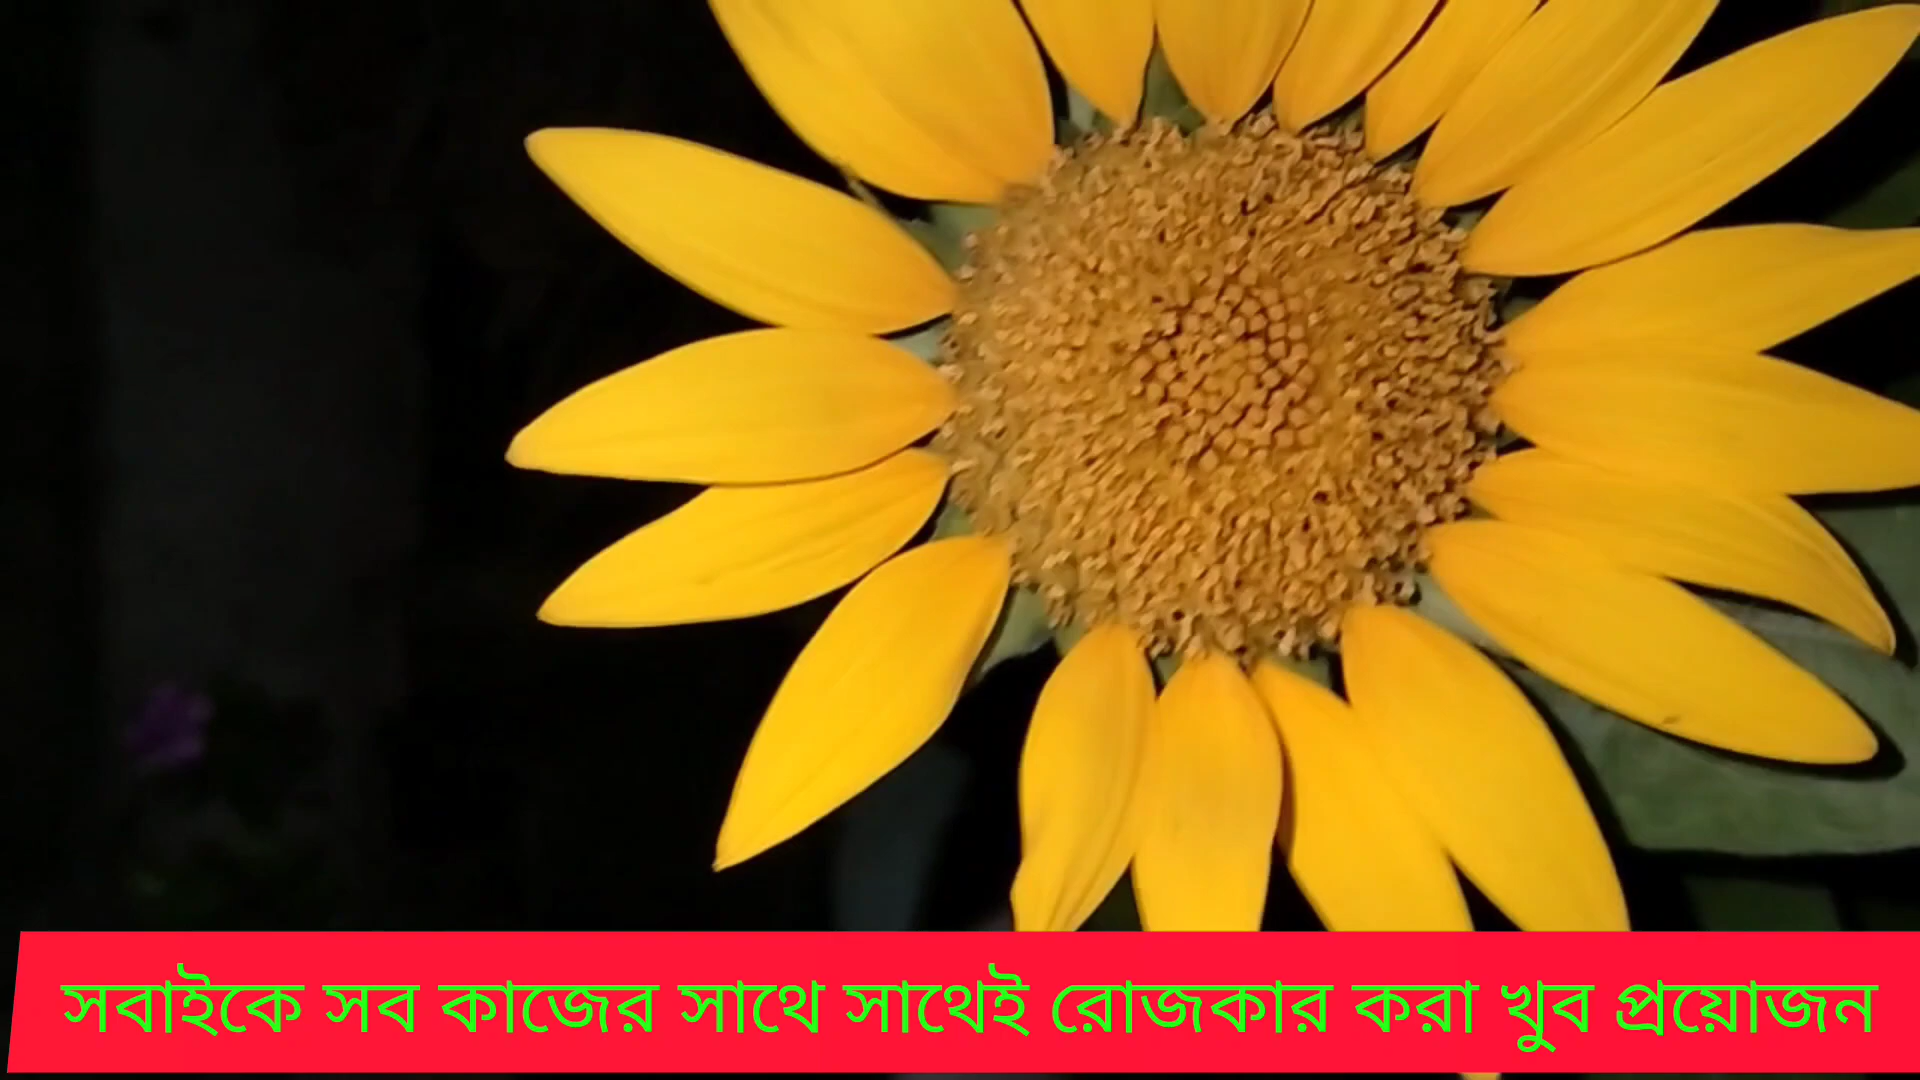 সবাইকে সব কাজের সাথে সাথেই রোজকার করা খুব প্রয়োজন